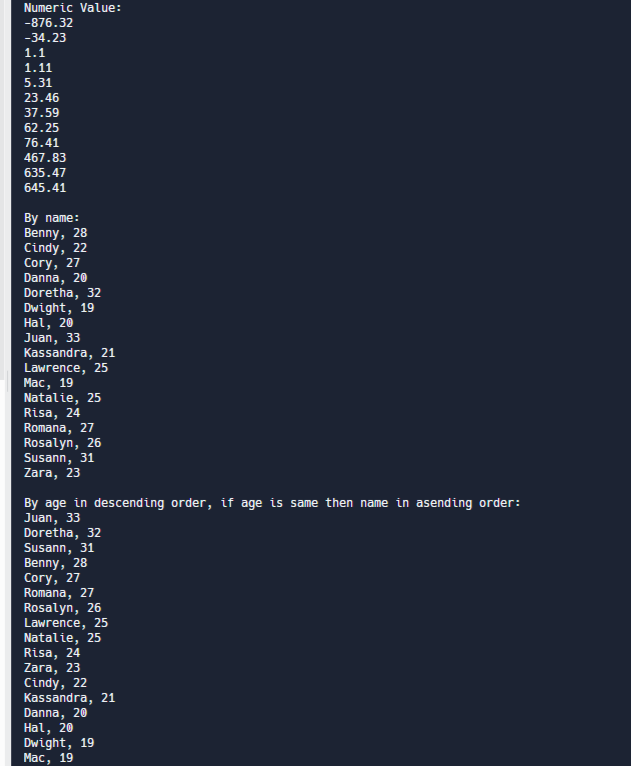 Numeric Value:
-876.32
-34.23
1.1
1.11
5.31
23.46
37.59
62.25
76.41
467.83
635.47
645.41
By name:
Benny, 28
Cindy, 22
Cory, 27
Danna, 20
Doretha, 32
Dwight, 19
Hal, 20
Juan, 33
Kassandra, 21
Lawrence, 25
Mac, 19
Natalie, 25
Risa, 24
Romana, 27
Rosalyn, 26
Susann, 31
Zara, 23
By age in descending order, if age is same then name in asending order:
Juan, 33
Doretha, 32
Susann, 31
Benny, 28
Cory, 27
Romana, 27
Rosalyn, 26
Lawrence, 25
Natalie, 25
Risa, 24
Zara, 23
Cindy, 22
Kassandra, 21
Danna, 20
Hal, 20
Dwight, 19
Mac, 19